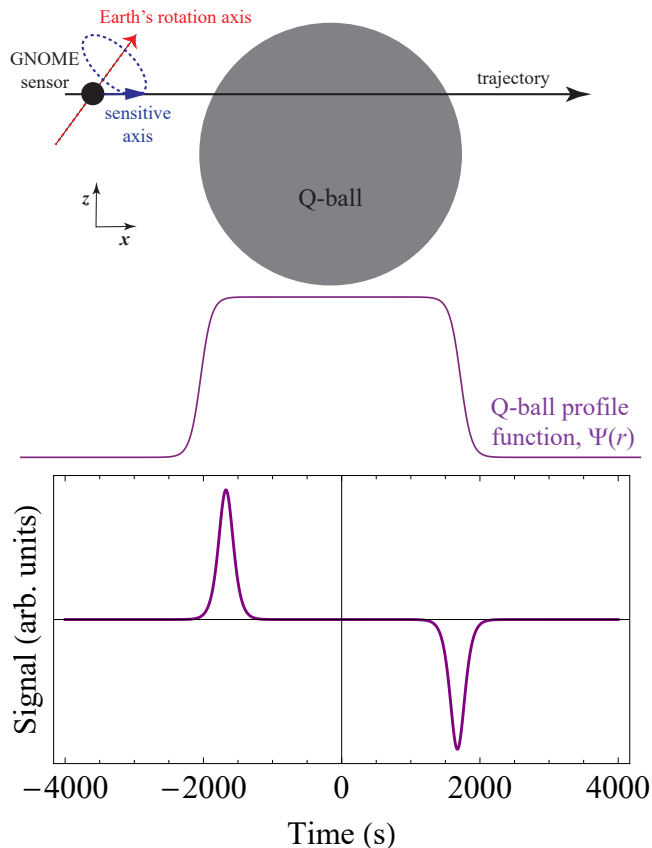 Earth's rotation axis
GNOME
sensor
trajectory
sensitive
axis
z
x
Q-ball
Q-ball profile
function, Ψ(r)
Signal (arb. units)
−4000 −2000 0 2000 4000
Time (s)